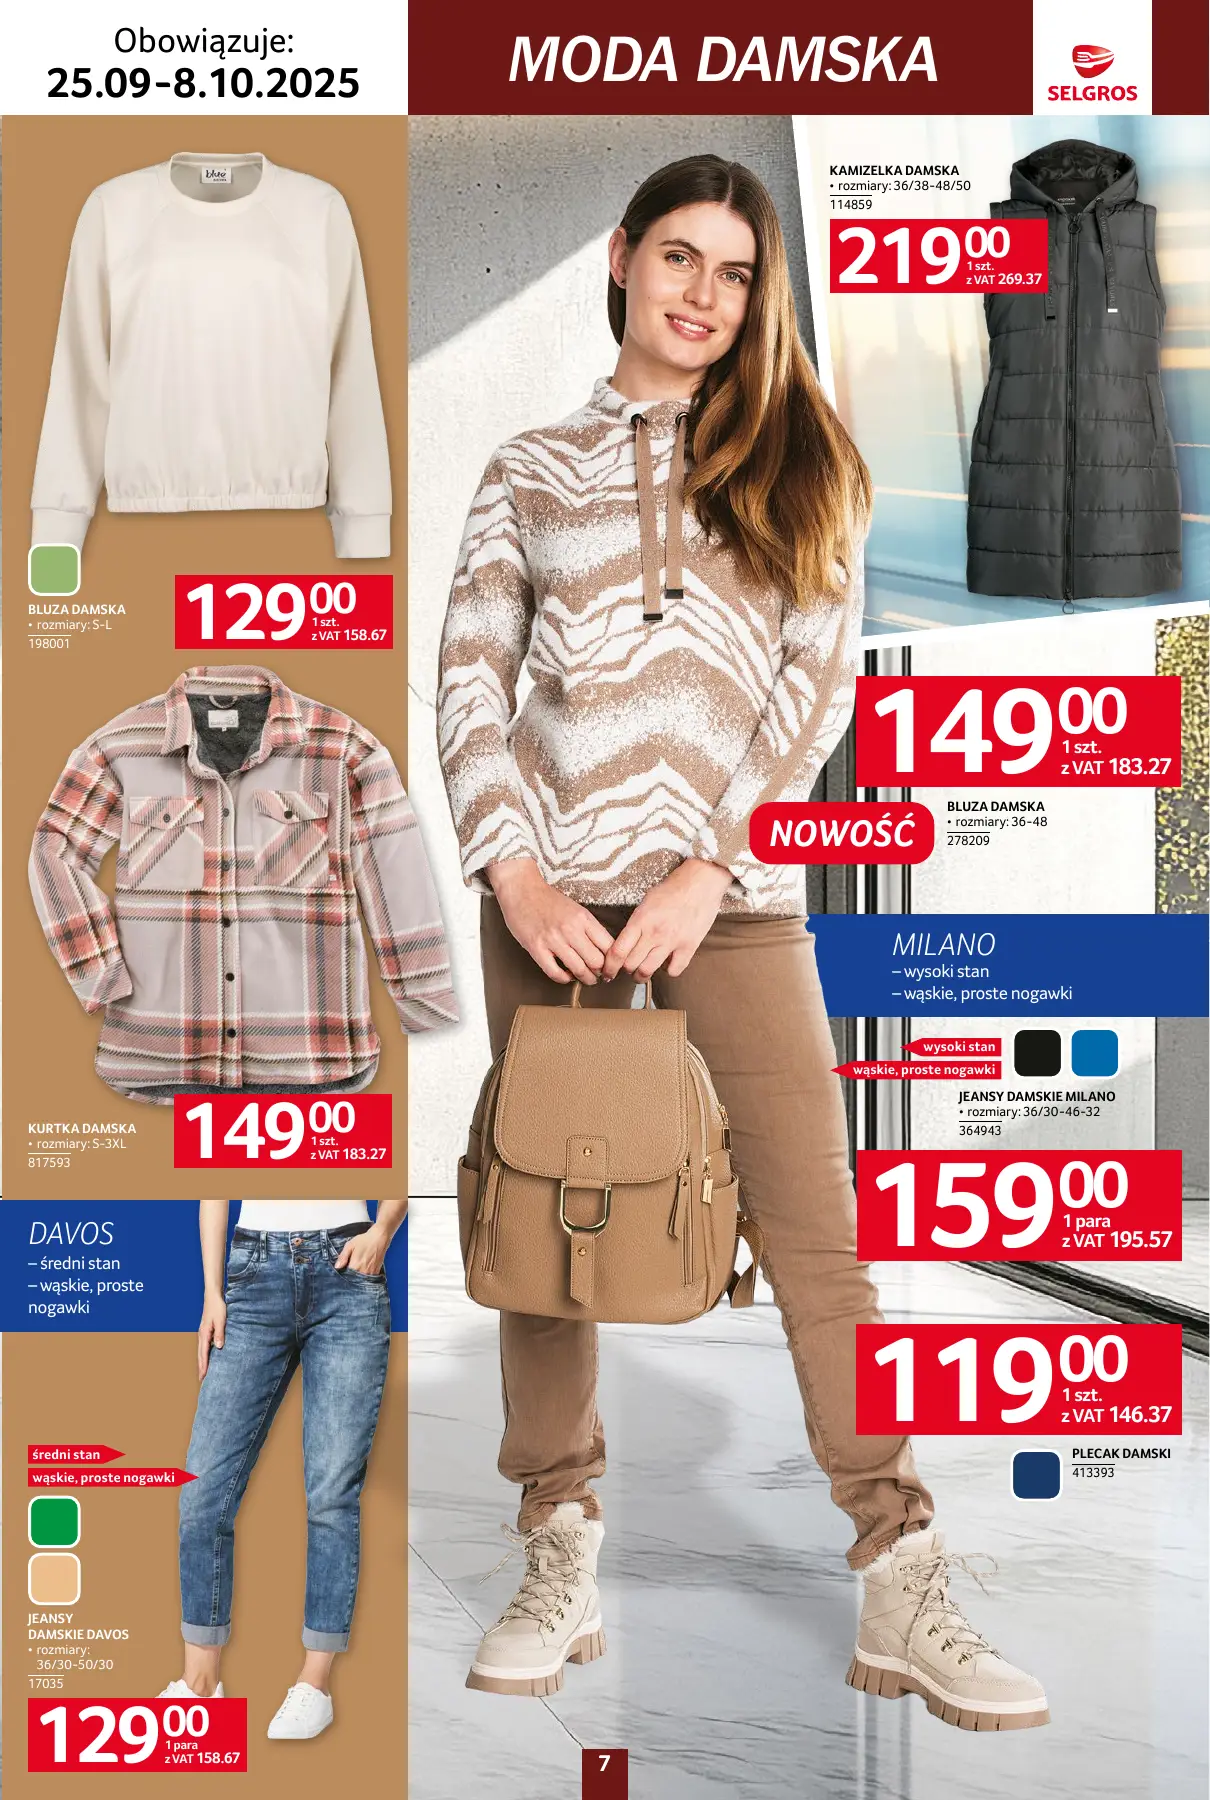 Obowiązuje:
25.09-8.10.2025
MODA DAMSKA
SELGROS
blue
BLUZA DAMSKA
• rozmiary: S-L
198001
129 00
1 szt.
z VAT 158.67
KURTKA DAMSKA
• rozmiary: S-3XL
817593
149 00
1 szt.
z VAT 183.27
DAVOS
– średni stan
– wąskie, proste
nogawki
średni stan
wąskie, proste nogawki
JEANSY
DAMSKIE DAVOS
• rozmiary:
36/30-50/30
17035
129 00
1 para
z VAT 158.67
KAMIZELKA DAMSKA
• rozmiary: 36/38-48/50
114859
219 00
1 szt.
z VAT 269.37
149 00
1 szt.
z VAT 183.27
NOWOŚĆ
BLUZA DAMSKA
• rozmiary: 36-48
278209
MILANO
– wysoki stan
– wąskie, proste nogawki
wysoki stan
wąskie, proste nogawki
JEANSY DAMSKIE MILANO
• rozmiary: 36/30-46-32
364943
159 00
1 para
z VAT 195.57
119 00
1 szt.
z VAT 146.37
PLECAK DAMSKI
413393
7